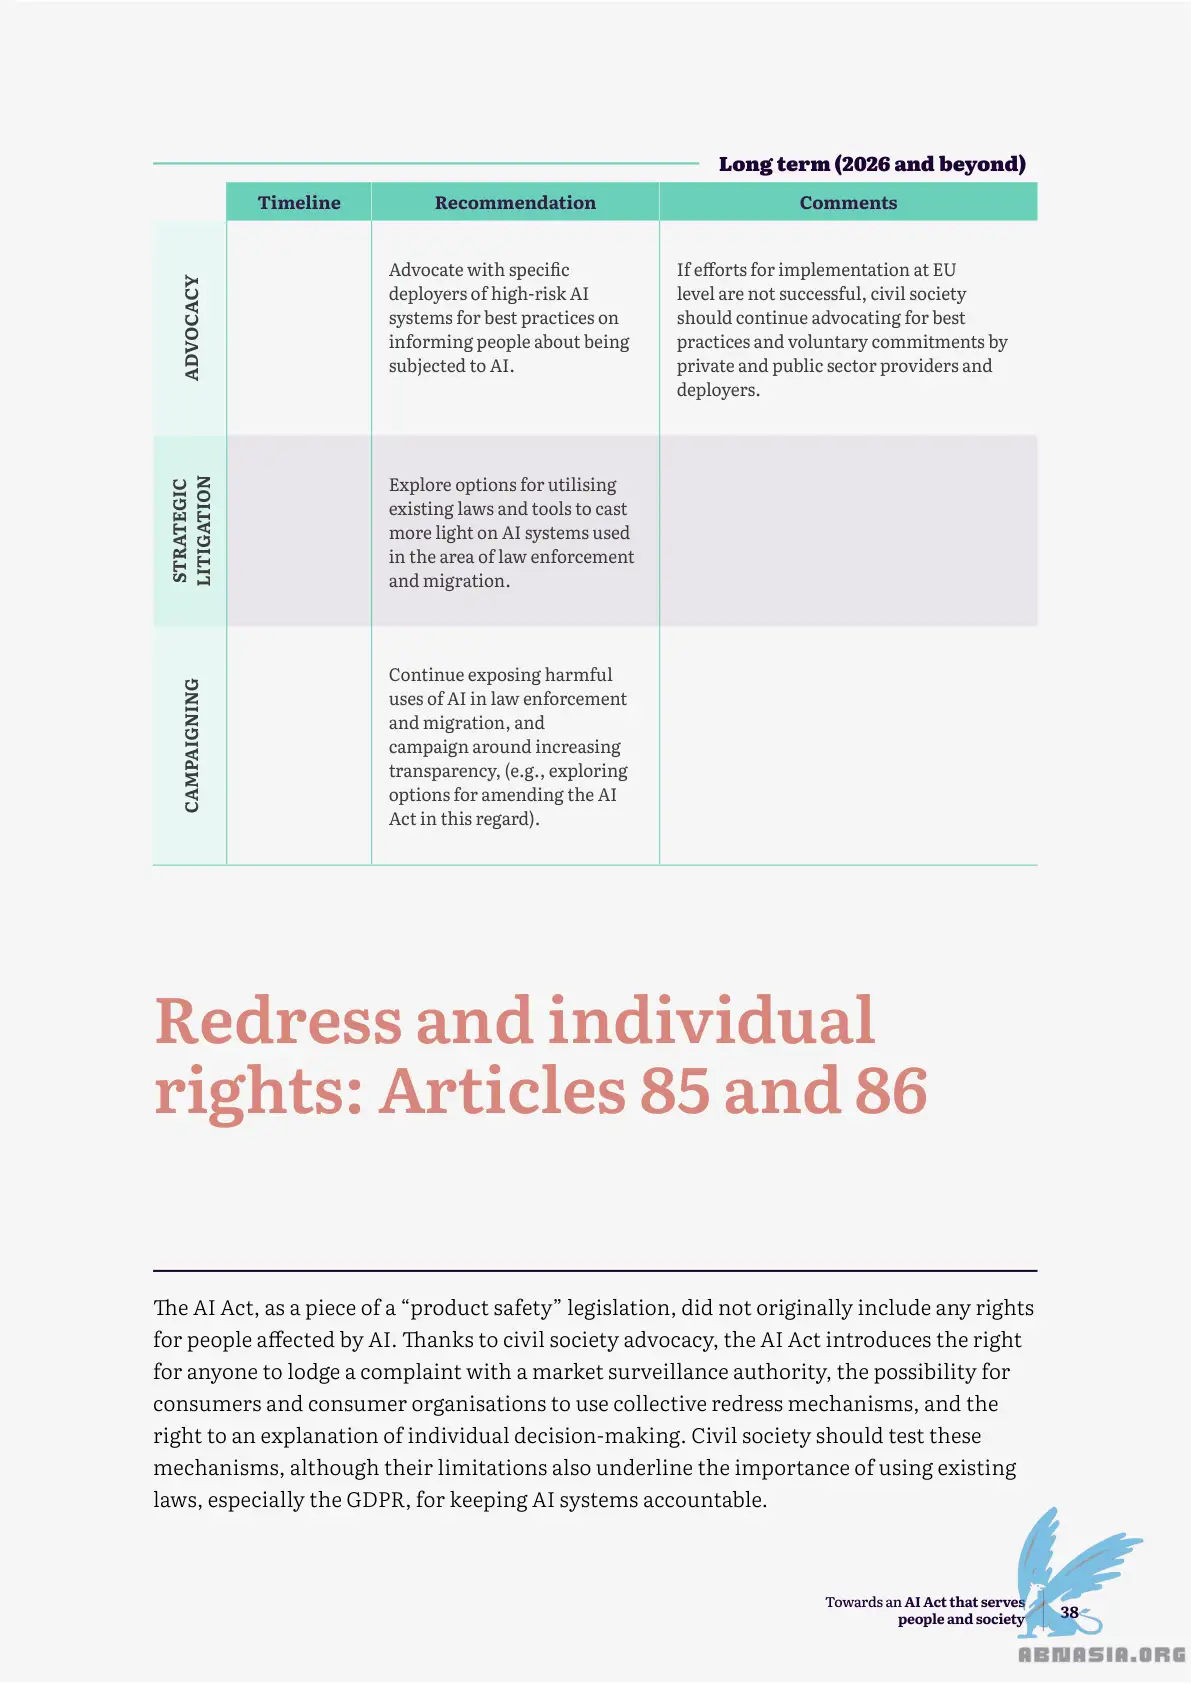 Long term (2026 and beyond)
Timeline
Recommendation
Comments
ADVOCACY
Advocate with specific
deployers of high-risk AI
systems for best practices on
informing people about being
subjected to AI.
If efforts for implementation at EU
level are not successful, civil society
should continue advocating for best
practices and voluntary commitments by
private and public sector providers and
deployers.
STRATEGIC
LITIGATION
Explore options for utilising
existing laws and tools to cast
more light on AI systems used
in the area of law enforcement
and migration.
CAMPAIGNING
Continue exposing harmful
uses of AI in law enforcement
and migration, and
campaign around increasing
transparency, (e.g., exploring
options for amending the AI
Act in this regard).
Redress and individual
rights: Articles 85 and 86
The AI Act, as a piece of a “product safety” legislation, did not originally include any rights
for people affected by AI. Thanks to civil society advocacy, the AI Act introduces the right
for anyone to lodge a complaint with a market surveillance authority, the possibility for
consumers and consumer organisations to use collective redress mechanisms, and the
right to an explanation of individual decision-making. Civil society should test these
mechanisms, although their limitations also underline the importance of using existing
laws, especially the GDPR, for keeping AI systems accountable.
Towards an AI Act that serves
people and society
38
ABNASIA.ORG